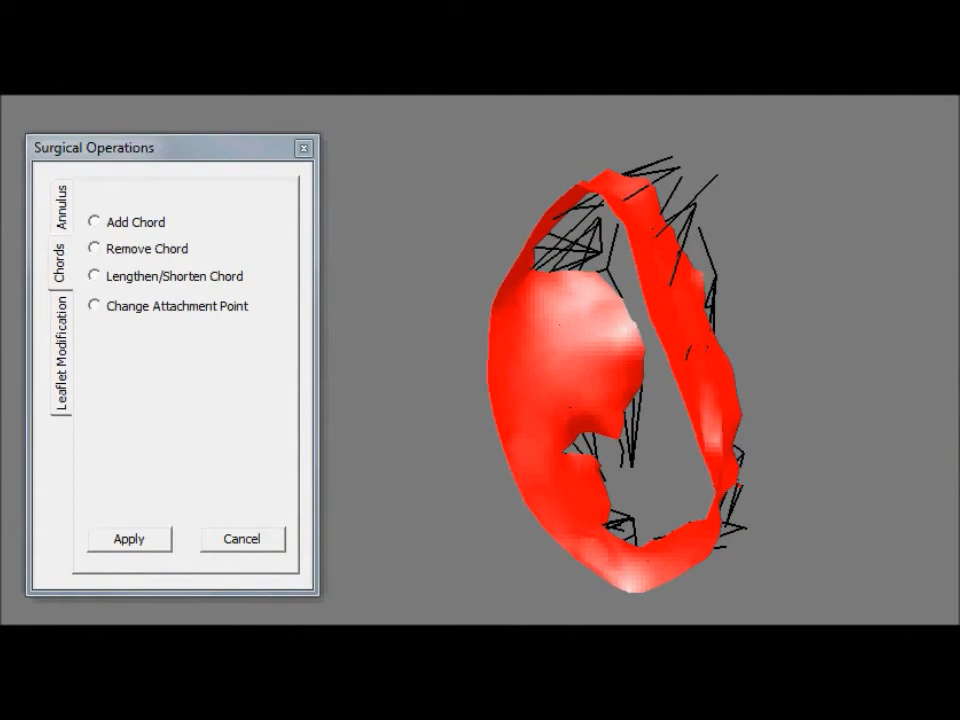 Surgical Operations
Annulus
Chords
Leaflet Modification
Add Chord
Remove Chord
Lengthen/Shorten Chord
Change Attachment Point
Apply
Cancel